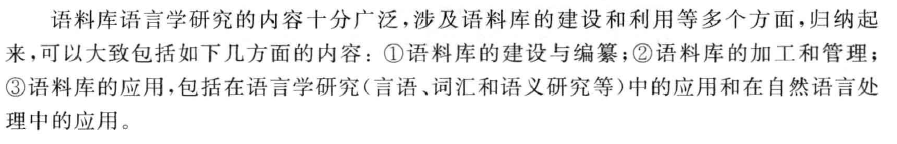 语料库语言学研究的内容十分广泛,涉及语料库的建设和利用等多个方面,归纳起
来,可以大致包括如下几方面的内容:①语料库的建设与编纂;②语料库的加工和管理;
③语料库的应用,包括在语言学研究(言语、词汇和语义研究等)中的应用和在自然语言处
理中的应用。